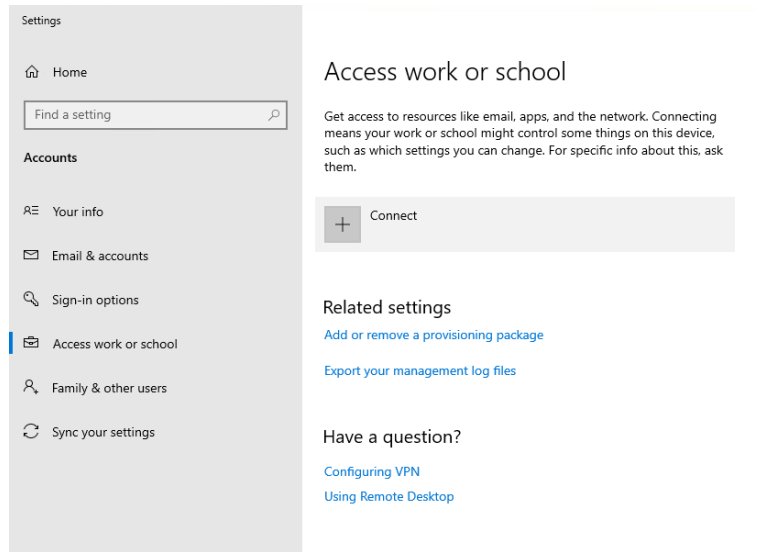 Settings
Home
Find a setting
Accounts
Your info
Email & accounts
Sign-in options
Access work or school
Family & other users
Sync your settings
Access work or school
Get access to resources like email, apps, and the network. Connecting
means your work or school might control some things on this device,
such as which settings you can change. For specific info about this, ask
them.
Connect
Related settings
Add or remove a provisioning package
Export your management log files
Have a question?
Configuring VPN
Using Remote Desktop